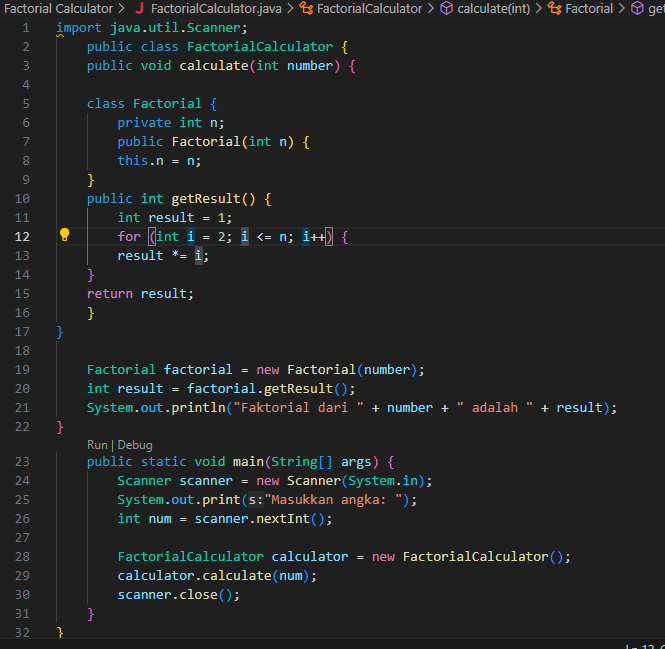 Factorial Calculator > FactorialCalculator.java > FactorialCalculator > calculate(int) > Factorial > get
1 import java.util.Scanner;
2 public class FactorialCalculator {
3 public void calculate(int number) {
4
5 class Factorial {
6 private int n;
7 public Factorial(int n) {
8 this.n = n;
9 }
10 public int getResult() {
11 int result = 1;
12 for (int i = 2; i <= n; i++) {
13 result *= i;
14 }
15 return result;
16 }
17 }
18
19 Factorial factorial = new Factorial(number);
20 int result = factorial.getResult();
21 System.out.println("Faktorial dari " + number + " adalah " + result);
22 }
Run | Debug
23 public static void main(String[] args) {
24 Scanner scanner = new Scanner(System.in);
25 System.out.print(s:"Masukkan angka: ");
26 int num = scanner.nextInt();
27
28 FactorialCalculator calculator = new FactorialCalculator();
29 calculator.calculate(num);
30 scanner.close();
31 }
32 }